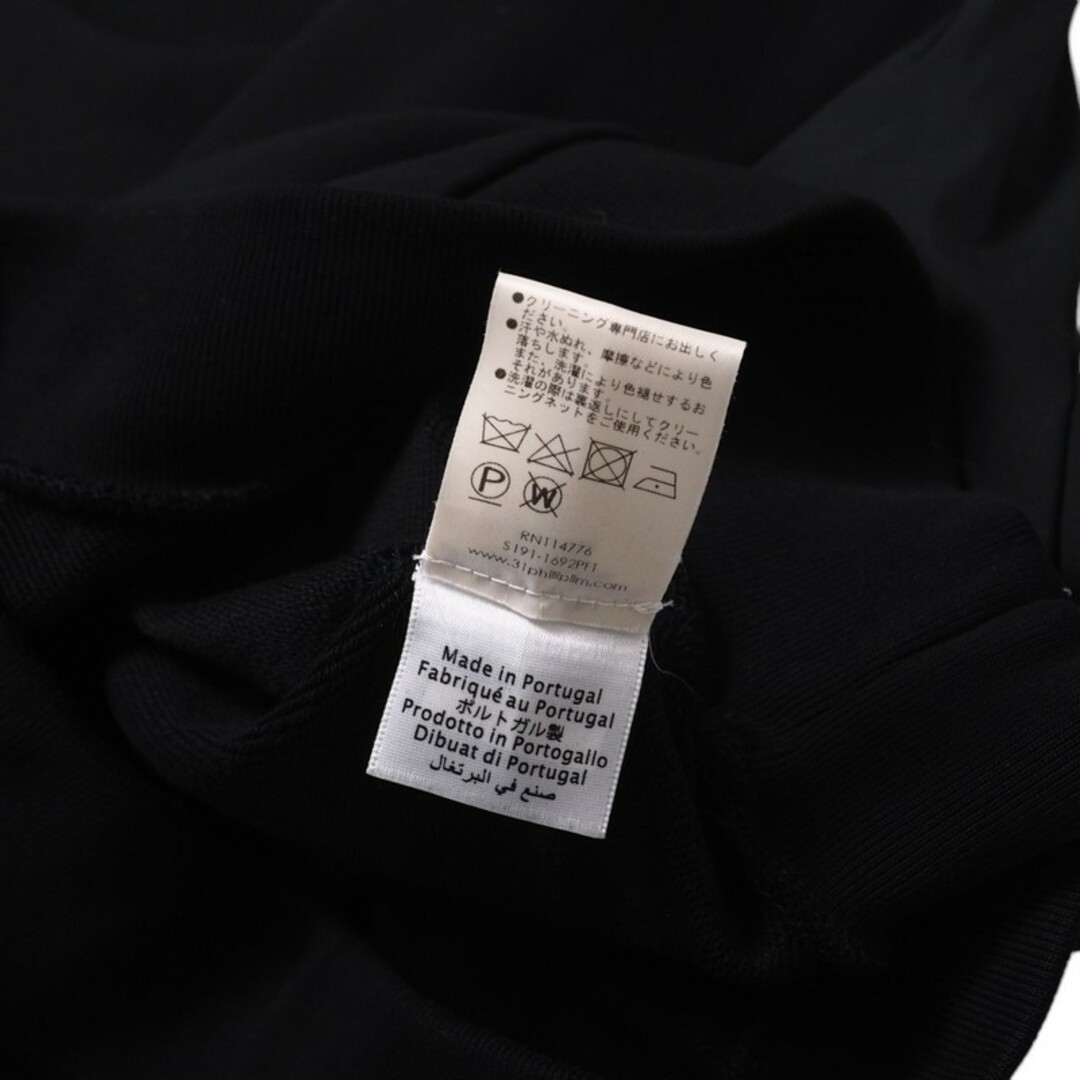 ●クリーニング専門店にお出しく
ださい。
●汗や水ぬれ、摩擦などにより色
落ちします。
また、洗濯により色褪せするお
それがあります。
●洗濯の際は裏返しにしてクリー
ニングネットをご使用ください。
P W
RN114776
S191-1692PFT
www.31philliplim.com
Made in Portugal
Fabriqué au Portugal
ポルトガル製
Prodotto in Portogallo
Dibuat di Portugal
صنع في البرتغال